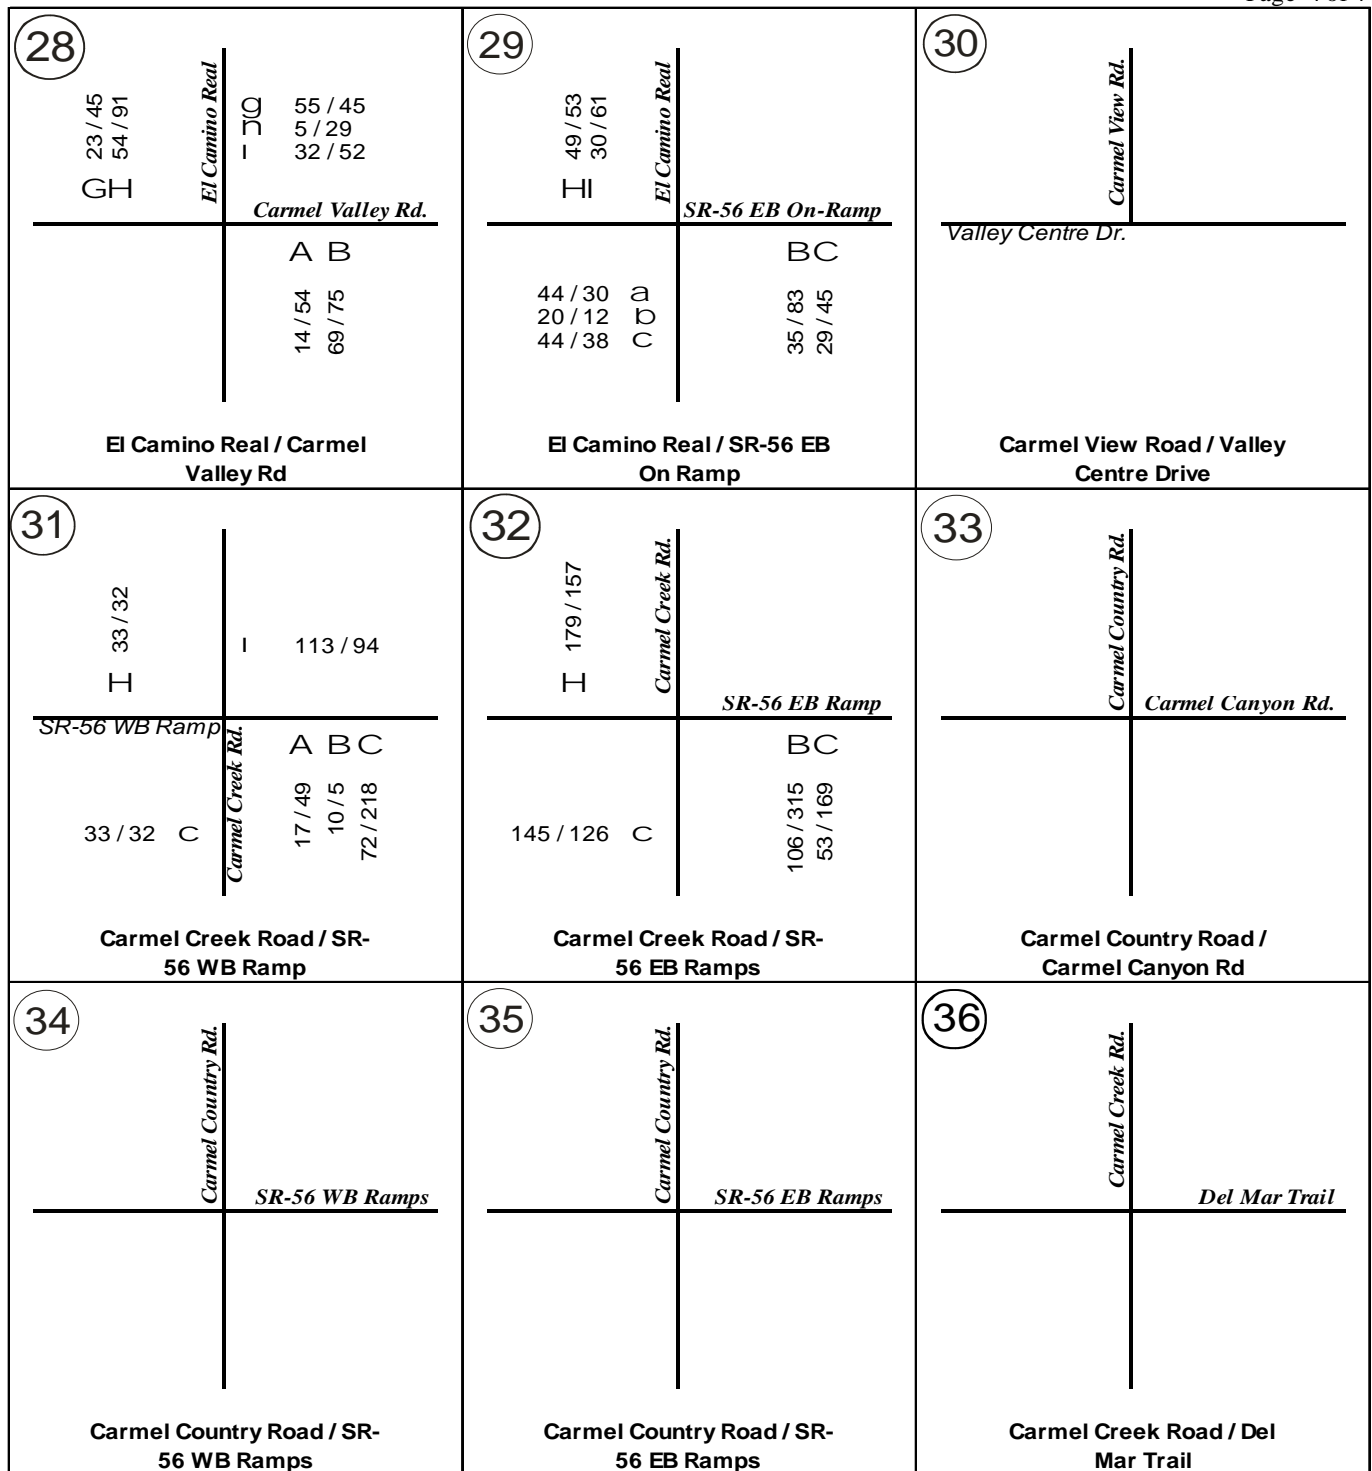 28
23 / 45
54 / 91
GH
El Camino Real
g 55 / 45
5 / 29
32 / 52
Carmel Valley Rd.
A B
14 / 54
69 / 75
El Camino Real / Carmel
Valley Rd
29
49 / 53
30 / 61
HI
El Camino Real
SR-56 EB On-Ramp
BC
44 / 30 a
20 / 12 b
44 / 38 c
35 / 83
29 / 45
El Camino Real / SR-56 EB
On Ramp
30
Carmel View Rd.
Valley Centre Dr.
Carmel View Road / Valley
Centre Drive
31
33 / 32
H
113 / 94
SR-56 WB Ramp
Carmel Creek Rd.
A B C
33 / 32 c
17 / 49
10 / 5
72 / 218
Carmel Creek Road / SR-
56 WB Ramp
32
179 / 157
H
Carmel Creek Rd.
SR-56 EB Ramp
BC
145 / 126 c
106 / 315
53 / 169
Carmel Creek Road / SR-
56 EB Ramps
33
Carmel Country Rd.
Carmel Canyon Rd.
Carmel Country Road /
Carmel Canyon Rd
34
Carmel Country Rd.
SR-56 WB Ramps
Carmel Country Road / SR-
56 WB Ramps
35
Carmel Country Rd.
SR-56 EB Ramps
Carmel Country Road / SR-
56 EB Ramps
36
Carmel Creek Rd.
Del Mar Trail
Carmel Creek Road / Del
Mar Trail